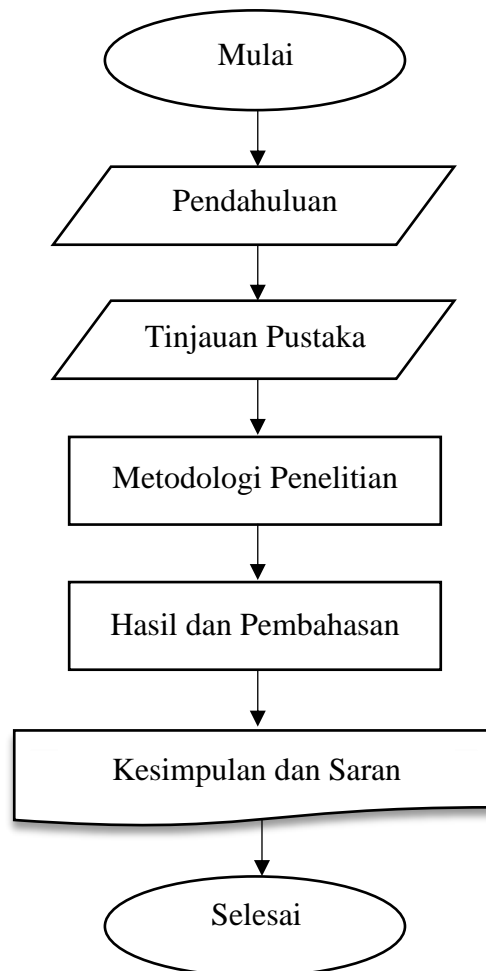 Mulai
Pendahuluan
Tinjauan Pustaka
Metodologi Penelitian
Hasil dan Pembahasan
Kesimpulan dan Saran
Selesai